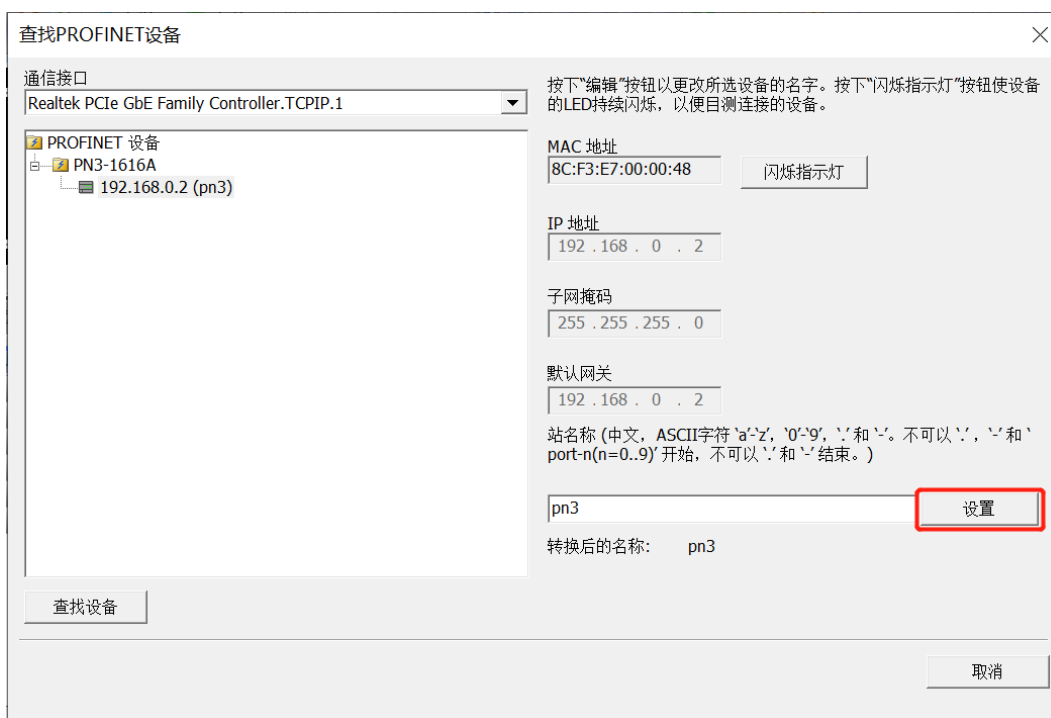 查找PROFINET设备
通信接口
Realtek PCIe GbE Family Controller.TCPIP.1
PROFINET 设备
PN3-1616A
192.168.0.2 (pn3)
查找设备
按下"编辑"按钮以更改所选设备的名字。按下"闪烁指示灯"按钮使设备
的LED持续闪烁，以便目测连接的设备。
MAC 地址
8C:F3:E7:00:00:48
闪烁指示灯
IP 地址
192 . 168 . 0 . 2
子网掩码
255 . 255 . 255 . 0
默认网关
192 . 168 . 0 . 2
站名称 (中文，ASCII字符 `a'-`z'，`0'-`9'，`.' 和 `-'。不可以 `.'，`-' 和 `
port-n(n=0..9)' 开始，不可以 `.' 和 `-' 结束。)
pn3
设置
转换后的名称: pn3
取消